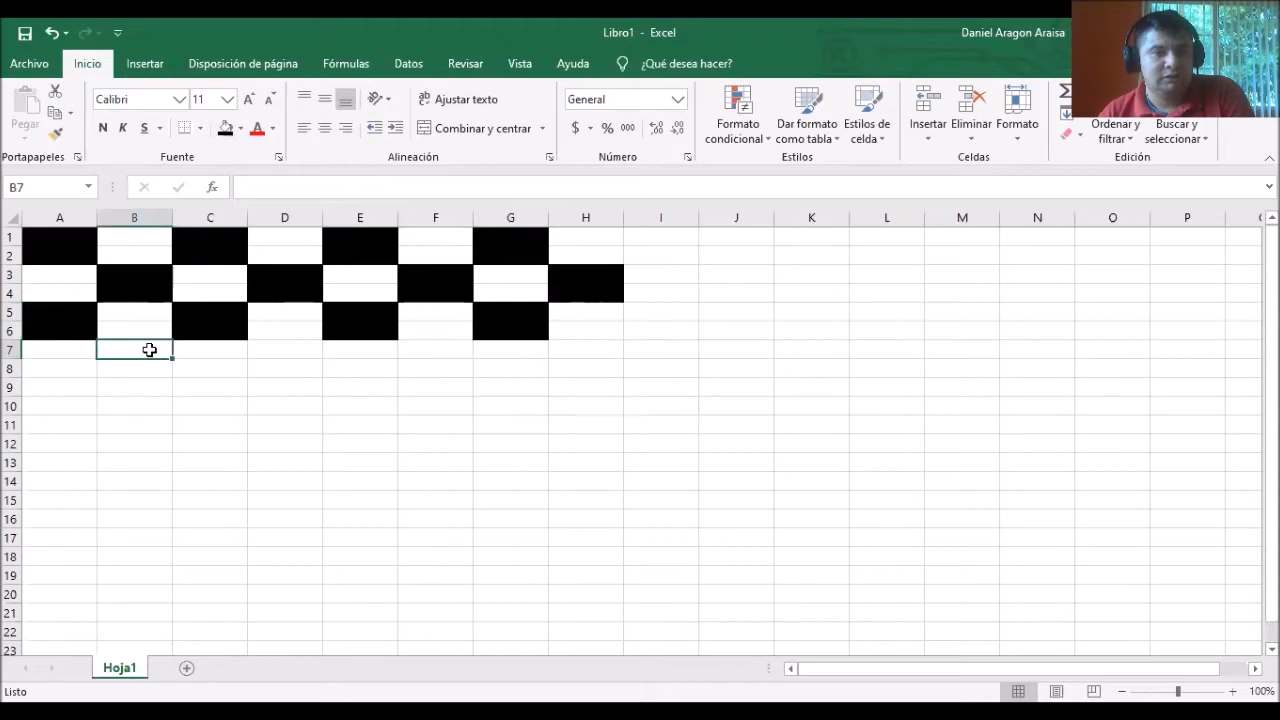 Libro1 - Excel
Daniel Aragon Araisa
Archivo Inicio Insertar Disposición de página Fórmulas Datos Revisar Vista Ayuda ¿Qué desea hacer?
Pegar
Calibri 11
N K S
Ajustar texto
Combinar y centrar
General
$ % 000
Formato condicional
Dar formato como tabla
Estilos de celda
Insertar Eliminar Formato
Ordenar y filtrar
Buscar y seleccionar
Portapapeles Fuente Alineación Número Estilos Celdas Edición
B7 fx
A B C D E F G H I J K L M N O P
1
2
3
4
5
6
7
8
9
10
11
12
13
14
15
16
17
18
19
20
21
22
23
Hoja1
Listo 100%